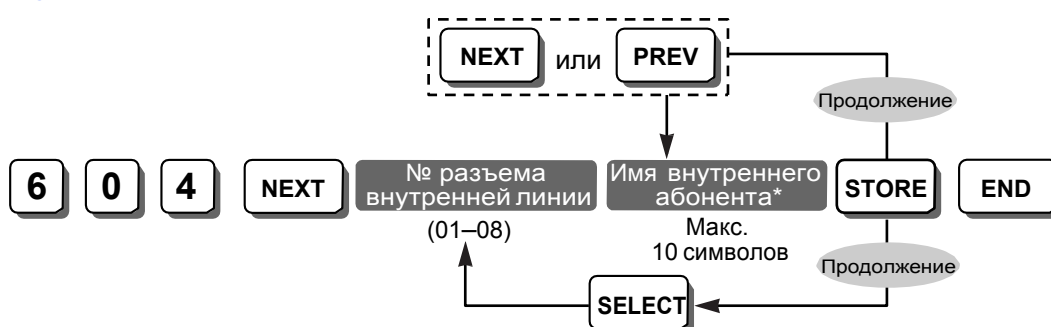 NEXT или PREV
Продолжение
6 0 4 NEXT № разъема внутренней линии Имя внутреннего абонента* STORE END
(01–08)
Макс.
10 символов
Продолжение
SELECT